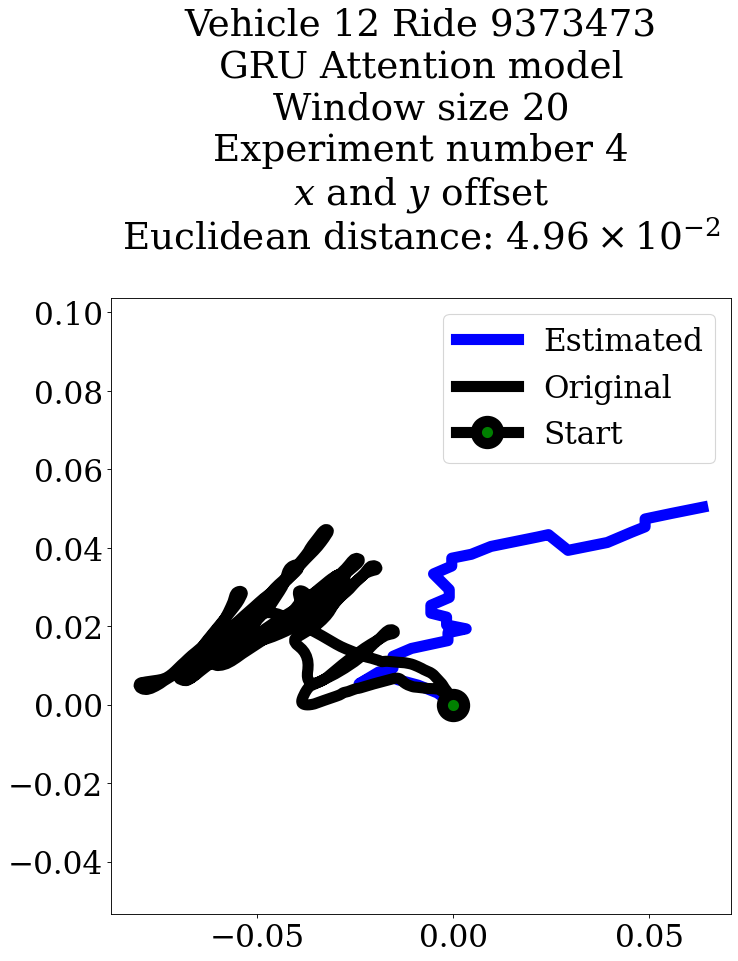 Vehicle 12 Ride 9373473
GRU Attention model
Window size 20
Experiment number 4
x and y offset
Euclidean distance: 4.96 × 10⁻²
Estimated
Original
Start
0.10
0.08
0.06
0.04
0.02
0.00
−0.02
−0.04
−0.05 0.00 0.05